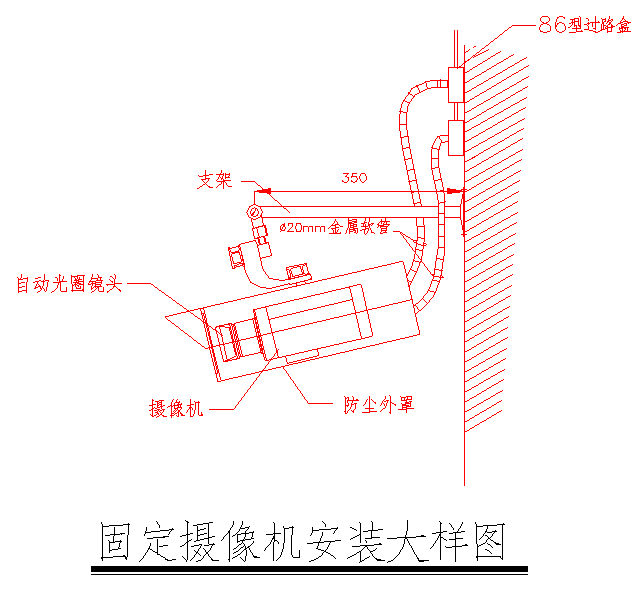 86型过路盒
支架
350
ø20mm金属软管
自动光圈镜头
摄像机
防尘外罩
固定摄像机安装大样图